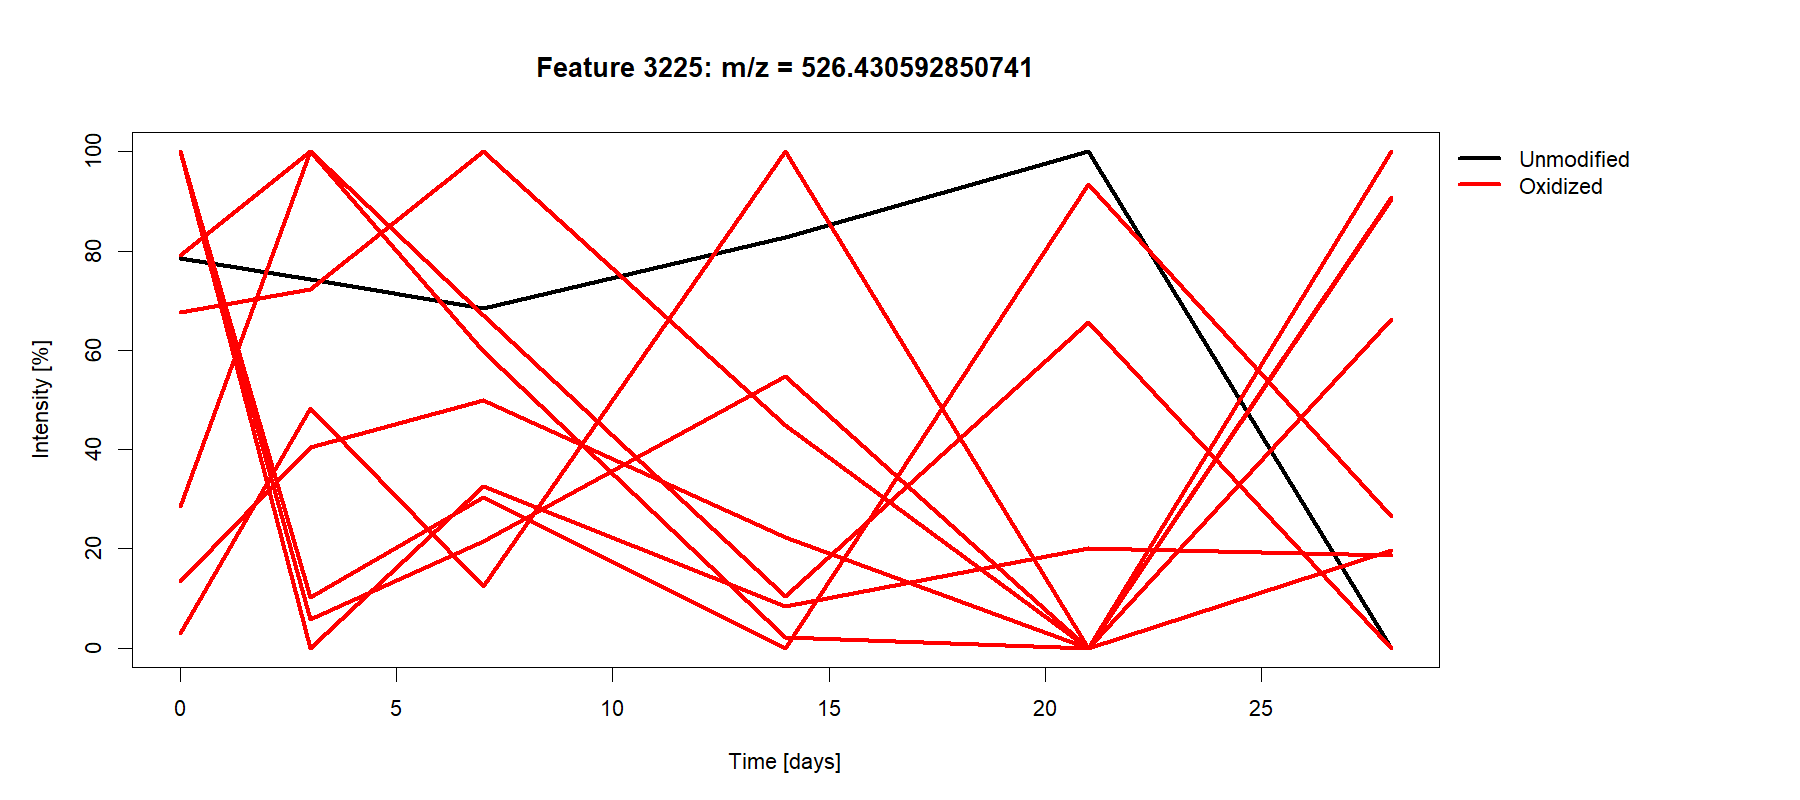 Feature 3225: m/z = 526.430592850741
Unmodified
Oxidized
Intensity [%]
100
80
60
40
20
0
0 5 10 15 20 25
Time [days]